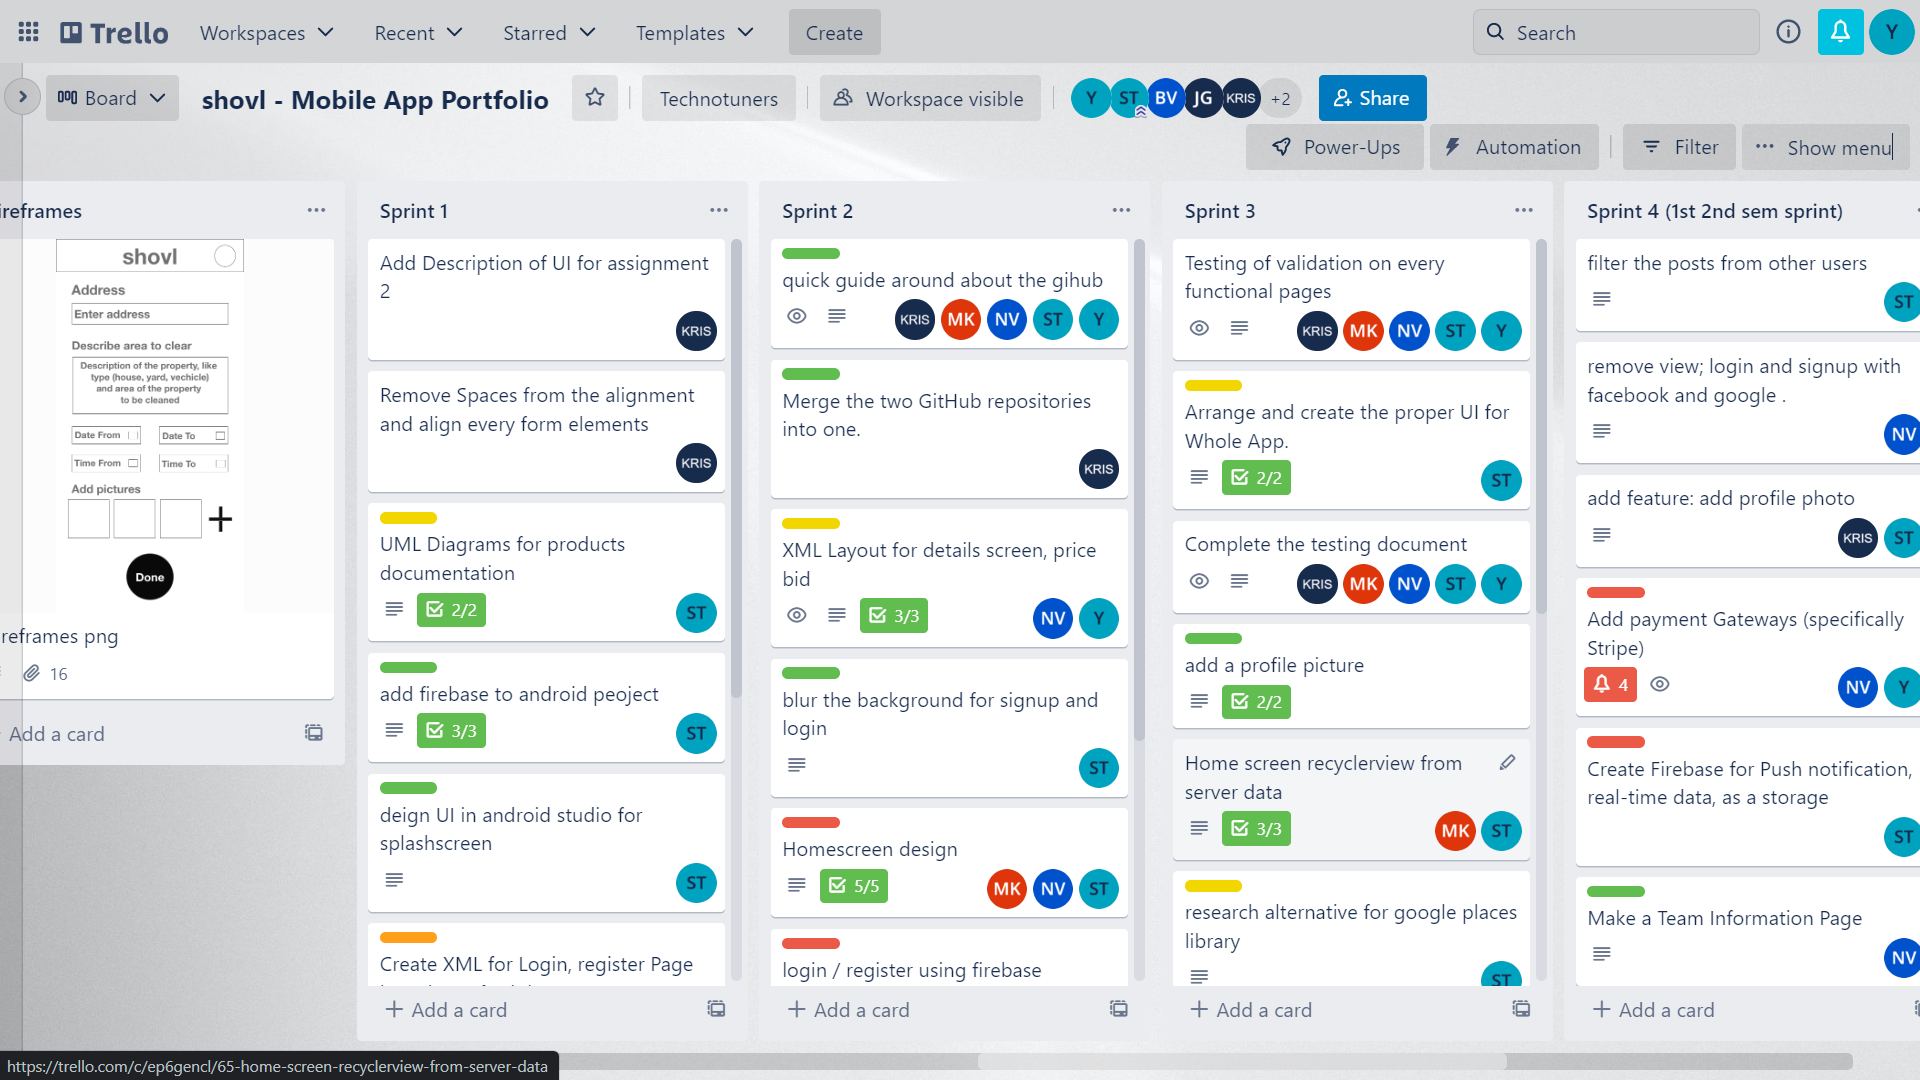 Trello
Workspaces
Recent
Starred
Templates
Create
Search
Y
Board
shovl - Mobile App Portfolio
Technotuners
Workspace visible
Y ST BV JG KRIS +2
Share
Power-Ups
Automation
Filter
Show menu
ireframes
shovl
Address
Enter address
Describe area to clear
Description of the property, like
type (house, yard, vechicle)
and area of the property
to be cleaned
Date From
Date To
Time From
Time To
Add pictures
Done
reframes png
16
Add a card
Sprint 1
Add Description of UI for assignment
2
KRIS
Remove Spaces from the alignment
and align every form elements
KRIS
UML Diagrams for products
documentation
2/2
ST
add firebase to android peoject
3/3
ST
deign UI in android studio for
splashscreen
ST
Create XML for Login, register Page
Add a card
Sprint 2
quick guide around about the gihub
KRIS MK NV ST Y
Merge the two GitHub repositories
into one.
KRIS
XML Layout for details screen, price
bid
3/3
NV Y
blur the background for signup and
login
ST
Homescreen design
5/5
MK NV ST
login / register using firebase
Add a card
Sprint 3
Testing of validation on every
functional pages
KRIS MK NV ST Y
Arrange and create the proper UI for
Whole App.
2/2
ST
Complete the testing document
KRIS MK NV ST Y
add a profile picture
2/2
Home screen recyclerview from
server data
3/3
MK ST
research alternative for google places
library
ST
Add a card
Sprint 4 (1st 2nd sem sprint)
filter the posts from other users
ST
remove view; login and signup with
facebook and google .
NV
add feature: add profile photo
KRIS ST
Add payment Gateways (specifically
Stripe)
4
NV Y
Create Firebase for Push notification,
real-time data, as a storage
ST
Make a Team Information Page
NV
Add a card
https://trello.com/c/ep6gencl/65-home-screen-recyclerview-from-server-data